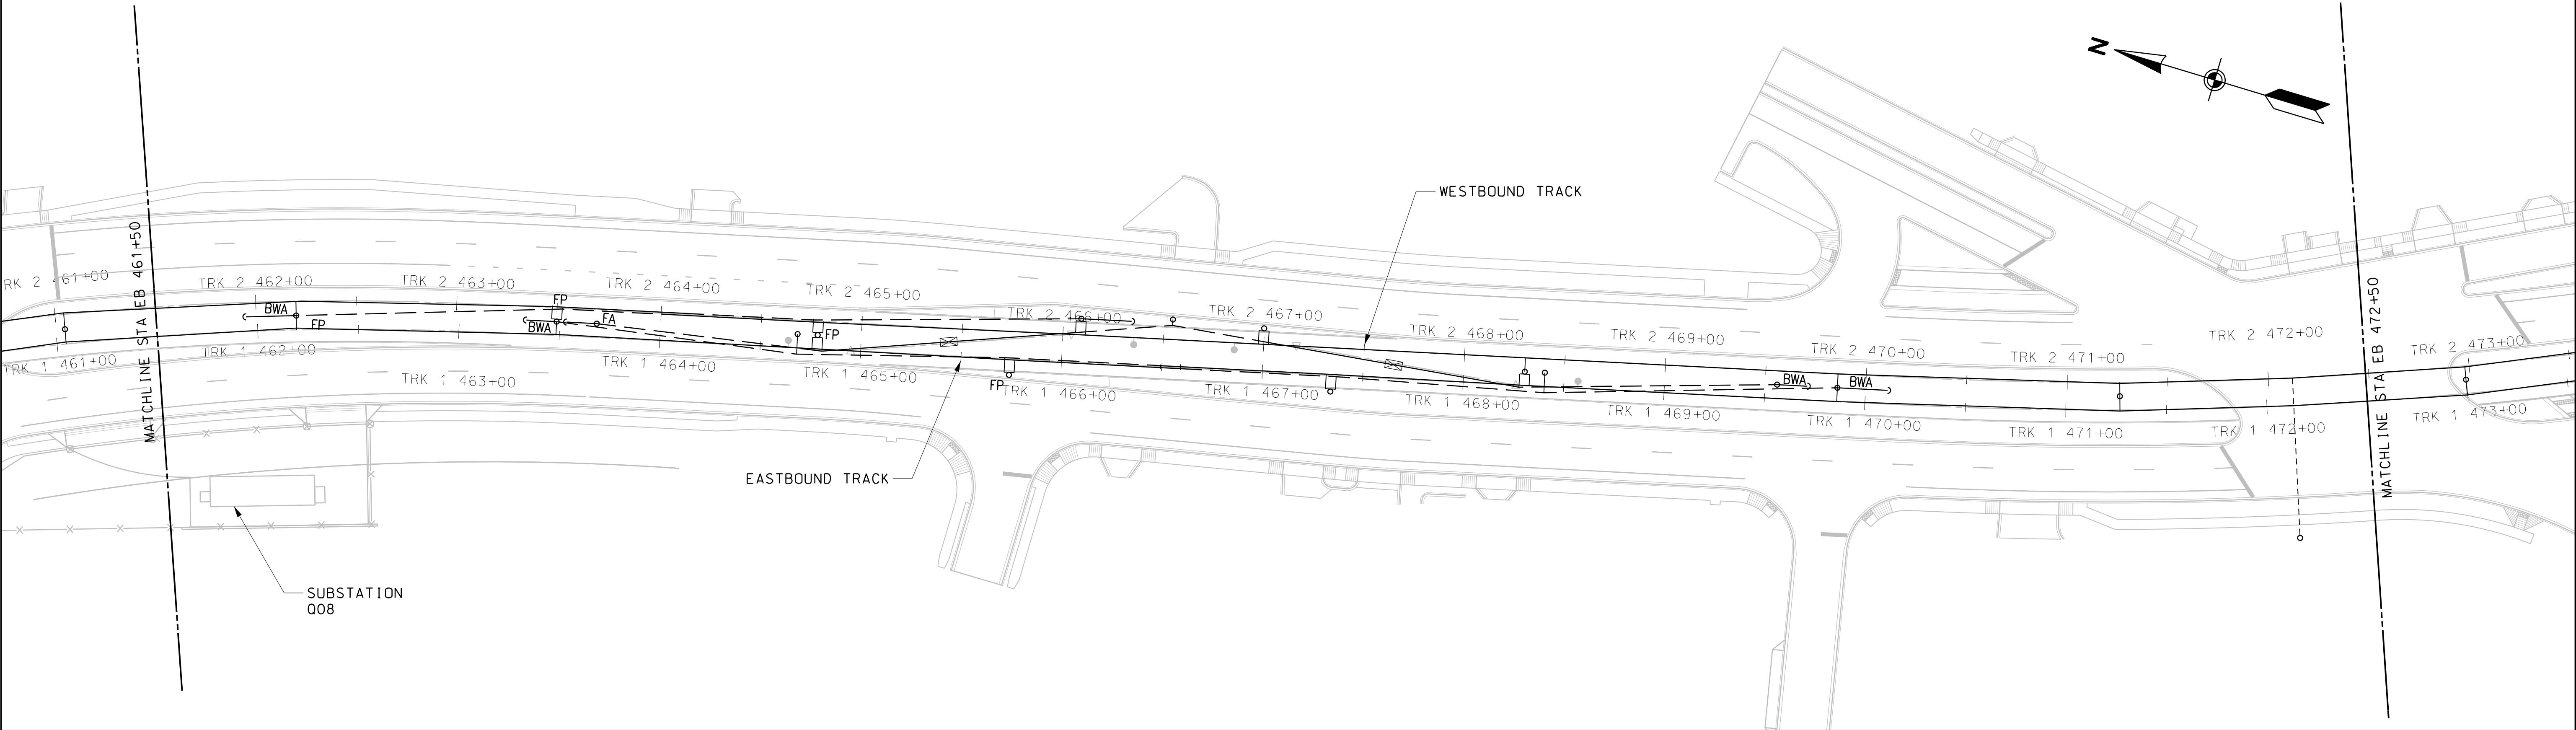 N
MATCHLINE STA EB 461+50
MATCHLINE STA EB 472+50
WESTBOUND TRACK
RK 2 461+00
TRK 2 462+00
TRK 2 463+00
TRK 2 464+00
TRK 2 465+00
TRK 2 466+00
TRK 2 467+00
TRK 2 468+00
TRK 2 469+00
TRK 2 470+00
TRK 2 471+00
TRK 2 472+00
TRK 2 473+00
BWA
FP
FP
BWA
FA
FP
FP
BWA
BWA
TRK 1 461+00
TRK 1 462+00
TRK 1 463+00
TRK 1 464+00
TRK 1 465+00
TRK 1 466+00
TRK 1 467+00
TRK 1 468+00
TRK 1 469+00
TRK 1 470+00
TRK 1 471+00
TRK 1 472+00
TRK 1 473+00
EASTBOUND TRACK
SUBSTATION
Q08